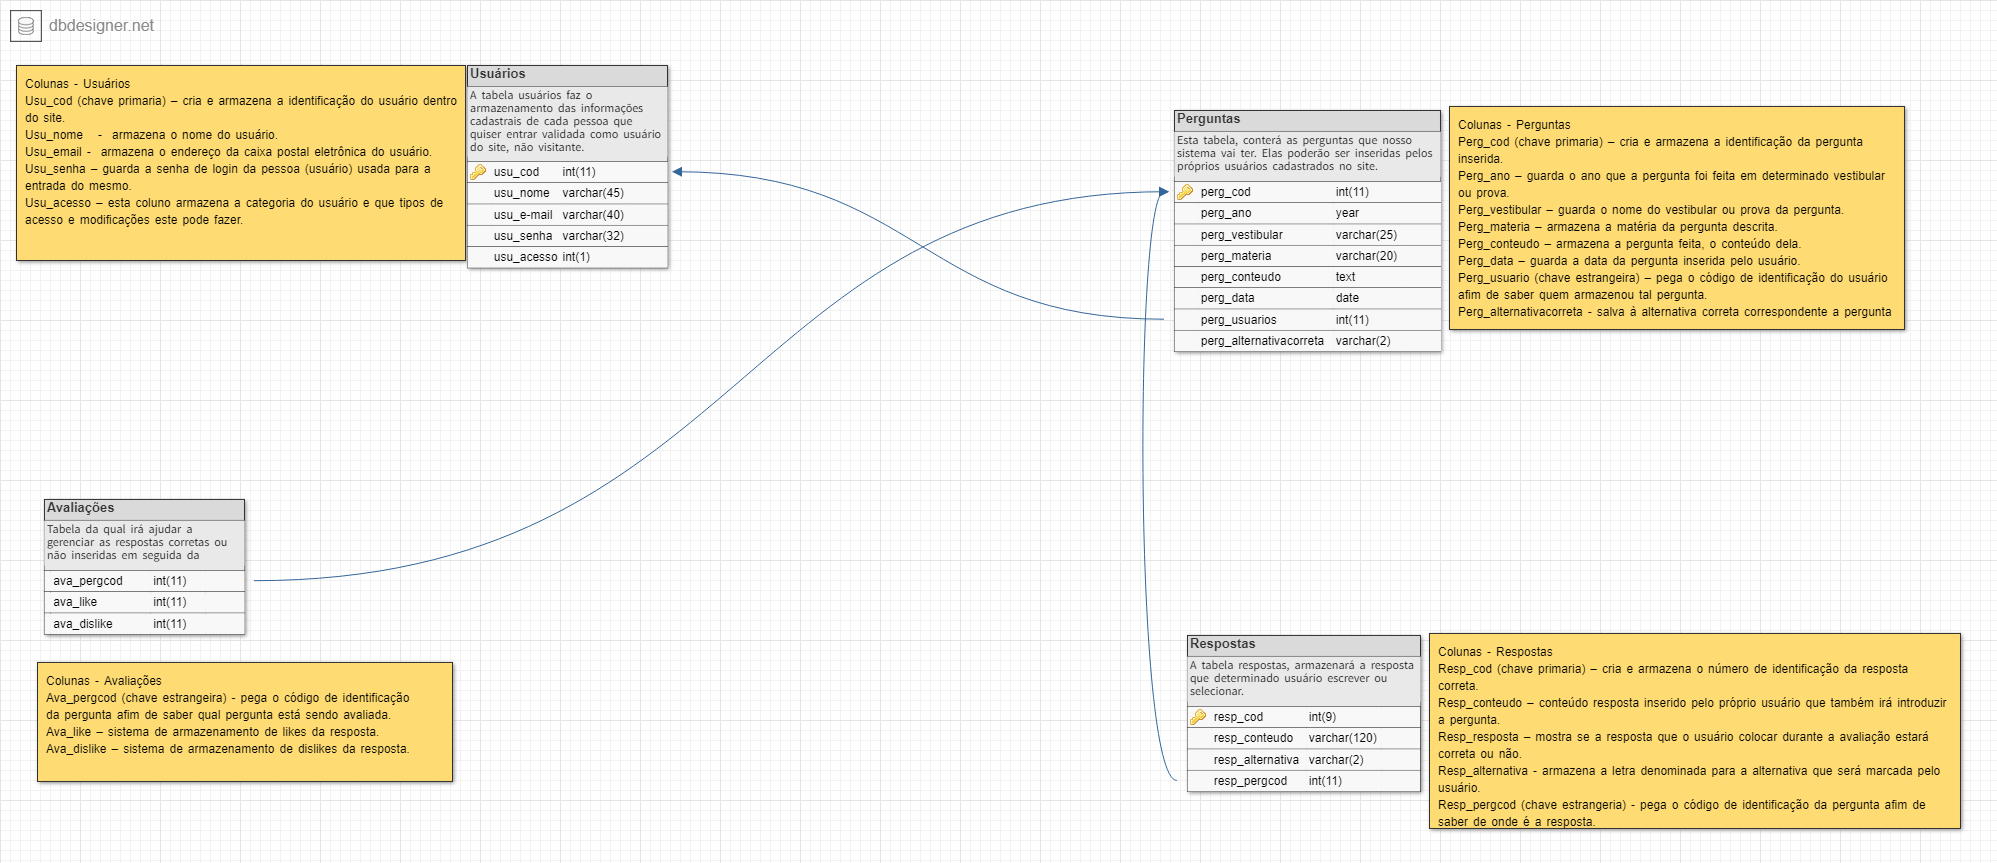 dbdesigner.net
Colunas - Usuários
Usu_cod (chave primaria) – cria e armazena a identificação do usuário dentro
do site.
Usu_nome - armazena o nome do usuário.
Usu_email - armazena o endereço da caixa postal eletrônica do usuário.
Usu_senha – guarda a senha de login da pessoa (usuário) usada para a
entrada do mesmo.
Usu_acesso – esta coluno armazena a categoria do usuário e que tipos de
acesso e modificações este pode fazer.
Usuários
A tabela usuários faz o
armazenamento das informações
cadastrais de cada pessoa que
quiser entrar validada como usuário
do site, não visitante.
usu_cod int(11)
usu_nome varchar(45)
usu_e-mail varchar(40)
usu_senha varchar(32)
usu_acesso int(1)
Perguntas
Esta tabela, conterá as perguntas que nosso
sistema vai ter. Elas poderão ser inseridas pelos
próprios usuários cadastrados no site.
perg_cod int(11)
perg_ano year
perg_vestibular varchar(25)
perg_materia varchar(20)
perg_conteudo text
perg_data date
perg_usuarios int(11)
perg_alternativacorreta varchar(2)
Colunas - Perguntas
Perg_cod (chave primaria) – cria e armazena a identificação da pergunta
inserida.
Perg_ano – guarda o ano que a pergunta foi feita em determinado vestibular
ou prova.
Perg_vestibular – guarda o nome do vestibular ou prova da pergunta.
Perg_materia – armazena a matéria da pergunta descrita.
Perg_conteudo – armazena a pergunta feita, o conteúdo dela.
Perg_data – guarda a data da pergunta inserida pelo usuário.
Perg_usuario (chave estrangeira) – pega o código de identificação do usuário
afim de saber quem armazenou tal pergunta.
Perg_alternativacorreta - salva à alternativa correta correspondente a pergunta
Avaliações
Tabela da qual irá ajudar a
gerenciar as respostas corretas ou
não inseridas em seguida da
ava_pergcod int(11)
ava_like int(11)
ava_dislike int(11)
Colunas - Avaliações
Ava_pergcod (chave estrangeira) - pega o código de identificação
da pergunta afim de saber qual pergunta está sendo avaliada.
Ava_like – sistema de armazenamento de likes da resposta.
Ava_dislike – sistema de armazenamento de dislikes da resposta.
Respostas
A tabela respostas, armazenará a resposta
que determinado usuário escrever ou
selecionar.
resp_cod int(9)
resp_conteudo varchar(120)
resp_alternativa varchar(2)
resp_pergcod int(11)
Colunas - Respostas
Resp_cod (chave primaria) – cria e armazena o número de identificação da resposta
correta.
Resp_conteudo – conteúdo resposta inserido pelo próprio usuário que também irá introduzir
a pergunta.
Resp_resposta – mostra se a resposta que o usuário colocar durante a avaliação estará
correta ou não.
Resp_alternativa - armazena a letra denominada para a alternativa que será marcada pelo
usuário.
Resp_pergcod (chave estrangeria) - pega o código de identificação da pergunta afim de
saber de onde é a resposta.